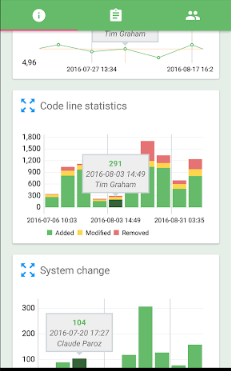 Tim Graham
4,96
2016-07-27 13:34 2016-08-17 16:2
Code line statistics
1,800
1,500
1,200
900
600
300
0
291
2016-08-03 14:49
Tim Graham
2016-07-06 10:03 2016-08-03 14:49 2016-08-31 03:35
Added Modified Removed
System change
300
200
100
104
2016-07-20 17:27
Claude Paroz